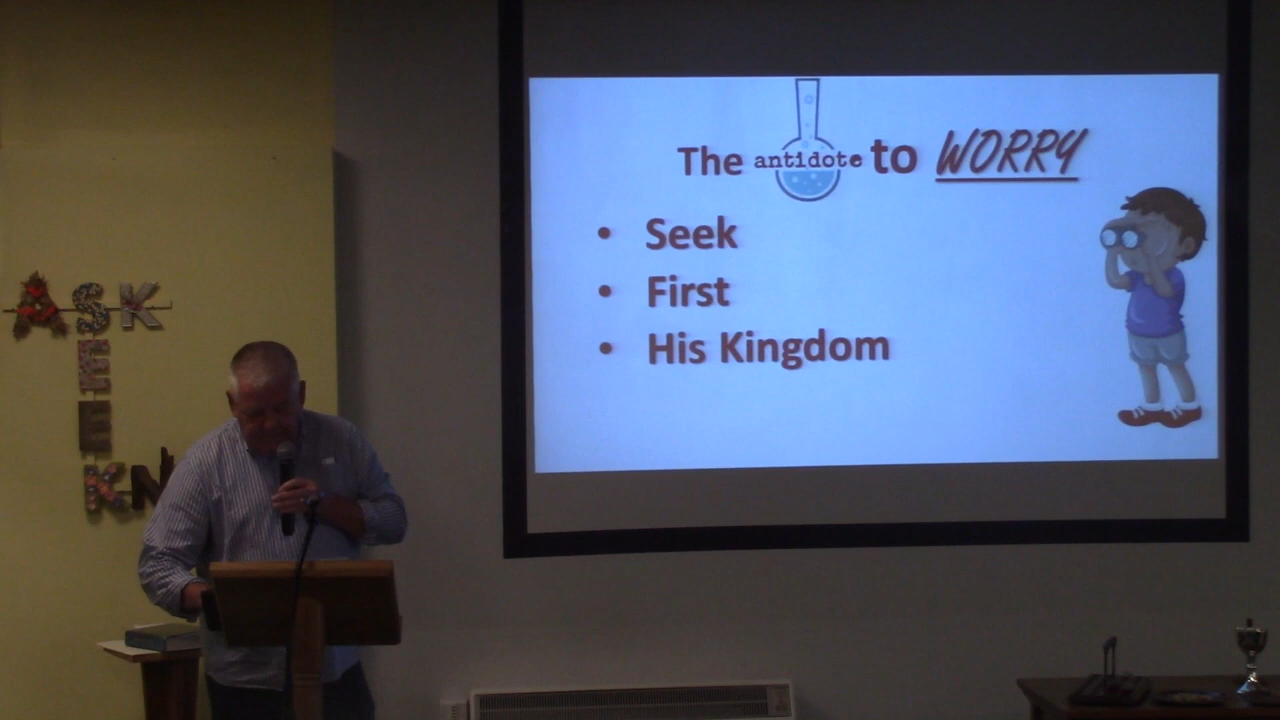 The antidote to WORRY
• Seek
• First
• His Kingdom
ASK
SEEK
KN